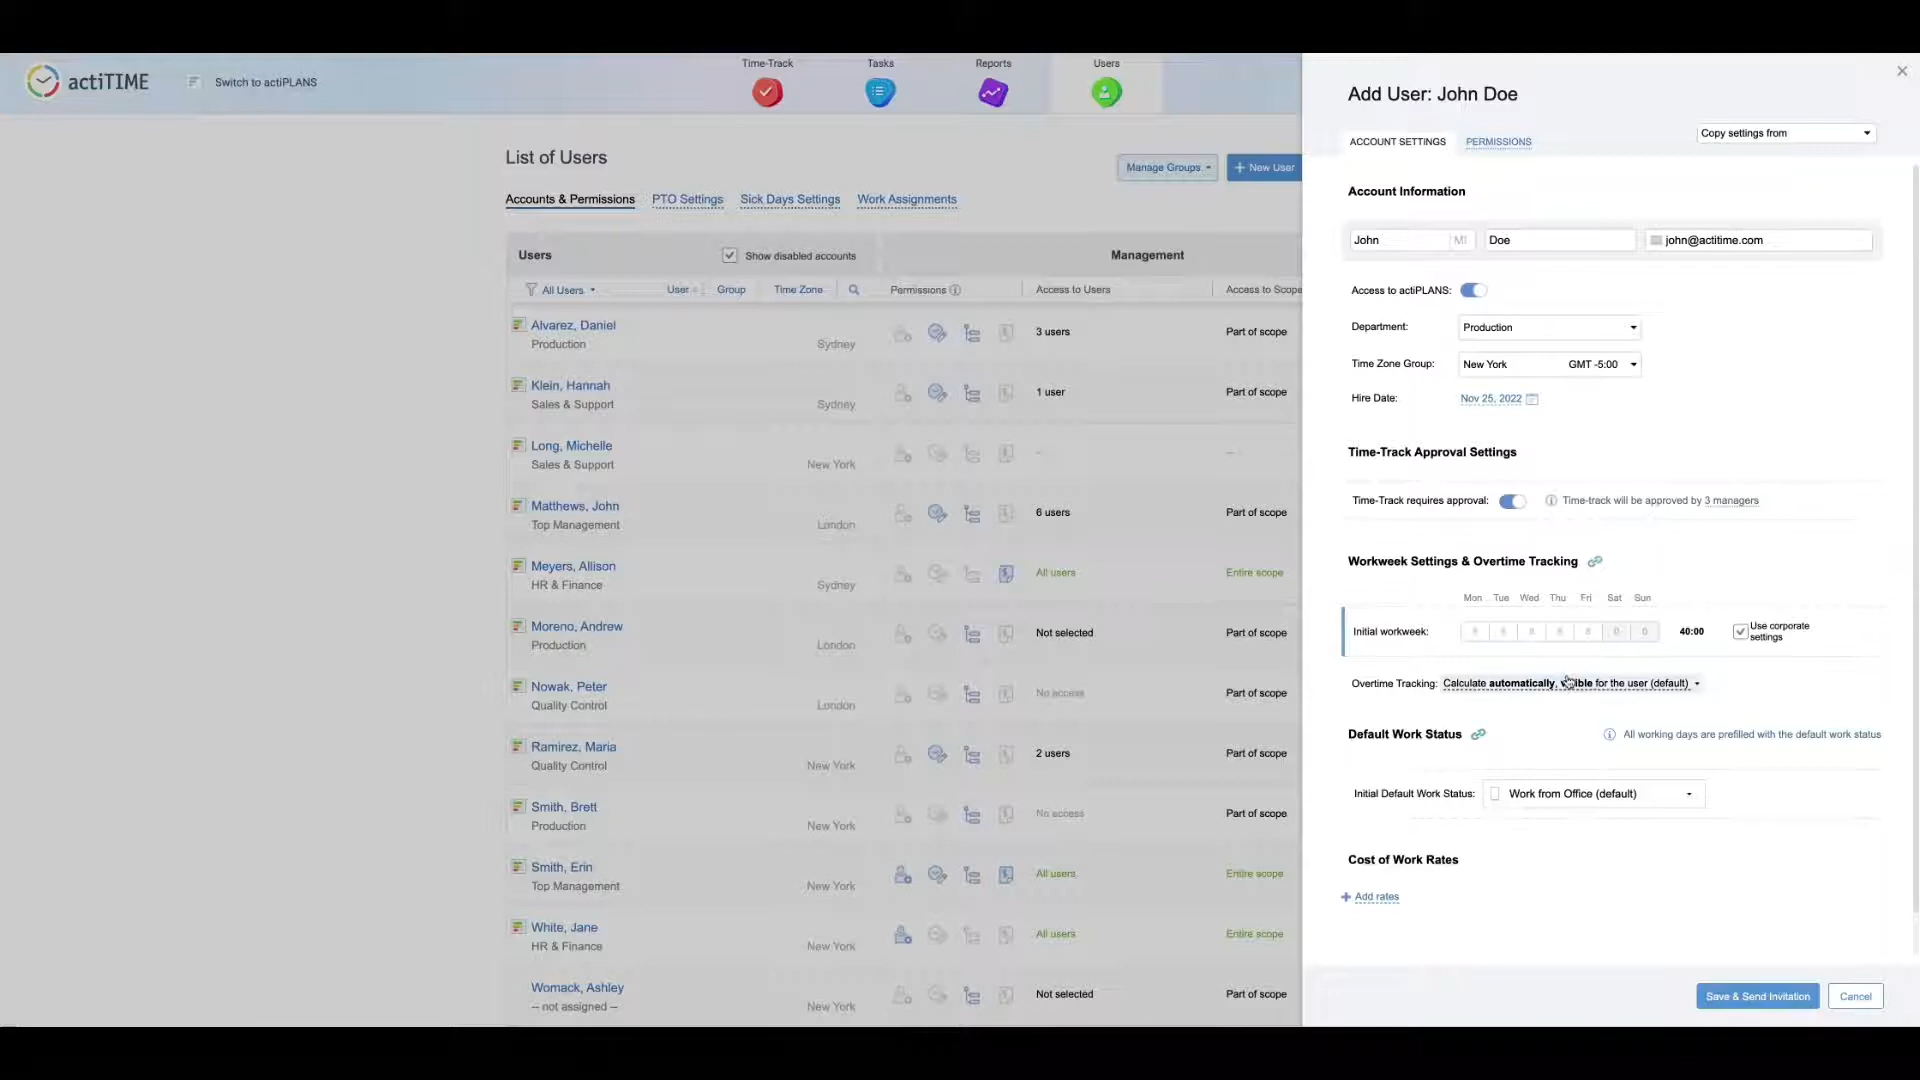 actiTIME
Switch to actiPLANS
Time-Track
Tasks
Reports
Users
List of Users
Manage Groups
New User
Accounts & Permissions
PTO Settings
Sick Days Settings
Work Assignments
Users
Show disabled accounts
Management
All Users
User
Group
Time Zone
Permissions
Access to Users
Access to Scope
Alvarez, Daniel
Production
Sydney
3 users
Part of scope
Klein, Hannah
Sales & Support
Sydney
1 user
Part of scope
Long, Michelle
Sales & Support
New York
--
--
Matthews, John
Top Management
London
6 users
Part of scope
Meyers, Allison
HR & Finance
Sydney
All users
Entire scope
Moreno, Andrew
Production
London
Not selected
Part of scope
Nowak, Peter
Quality Control
London
No access
Part of scope
Ramirez, Maria
Quality Control
New York
2 users
Part of scope
Smith, Brett
Production
New York
No access
Part of scope
Smith, Erin
Top Management
New York
All users
Entire scope
White, Jane
HR & Finance
New York
All users
Entire scope
Womack, Ashley
-- not assigned --
New York
Not selected
Part of scope
Add User: John Doe
ACCOUNT SETTINGS
PERMISSIONS
Copy settings from
Account Information
John
MI
Doe
john@actitime.com
Access to actiPLANS:
Department:
Production
Time Zone Group:
New York
GMT -5:00
Hire Date:
Nov 25, 2022
Time-Track Approval Settings
Time-Track requires approval:
Time-track will be approved by 3 managers
Workweek Settings & Overtime Tracking
Mon Tue Wed Thu Fri Sat Sun
Initial workweek:
8 8 8 8 8 0 0
40:00
Use corporate
settings
Overtime Tracking:
Calculate automatically, for the user (default)
Default Work Status
All working days are prefilled with the default work status
Initial Default Work Status:
Work from Office (default)
Cost of Work Rates
Add rates
Save & Send Invitation
Cancel